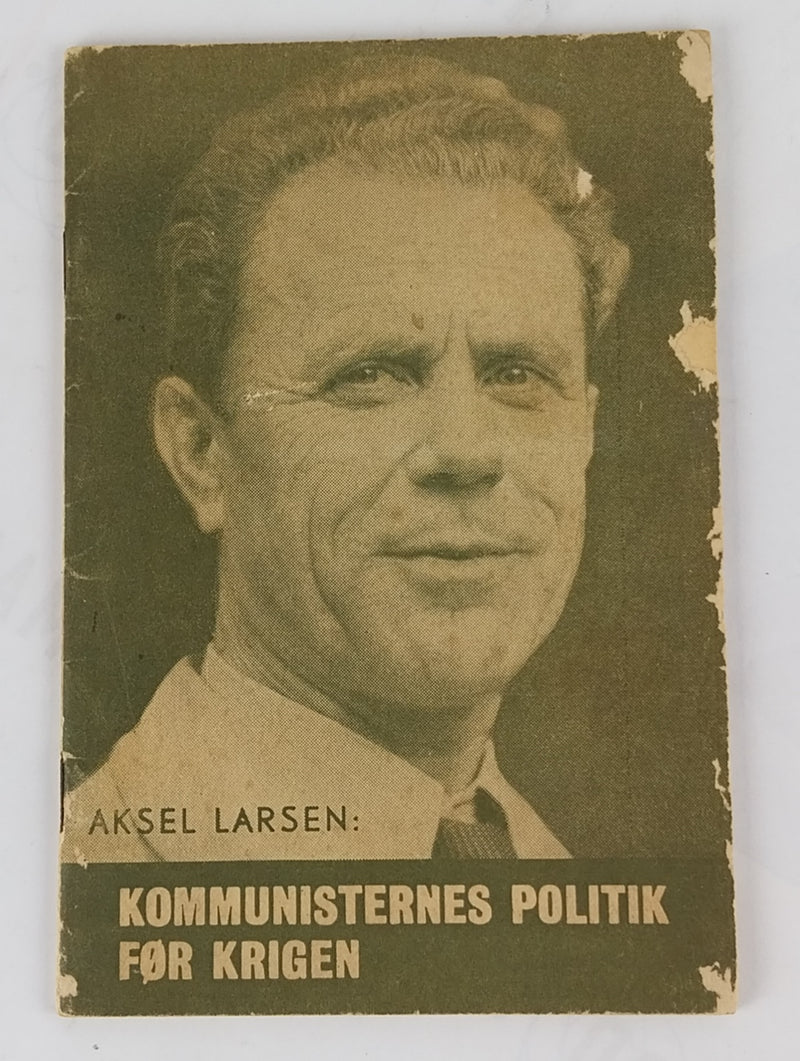 AKSEL LARSEN:
KOMMUNISTERNES POLITIK
FØR KRIGEN